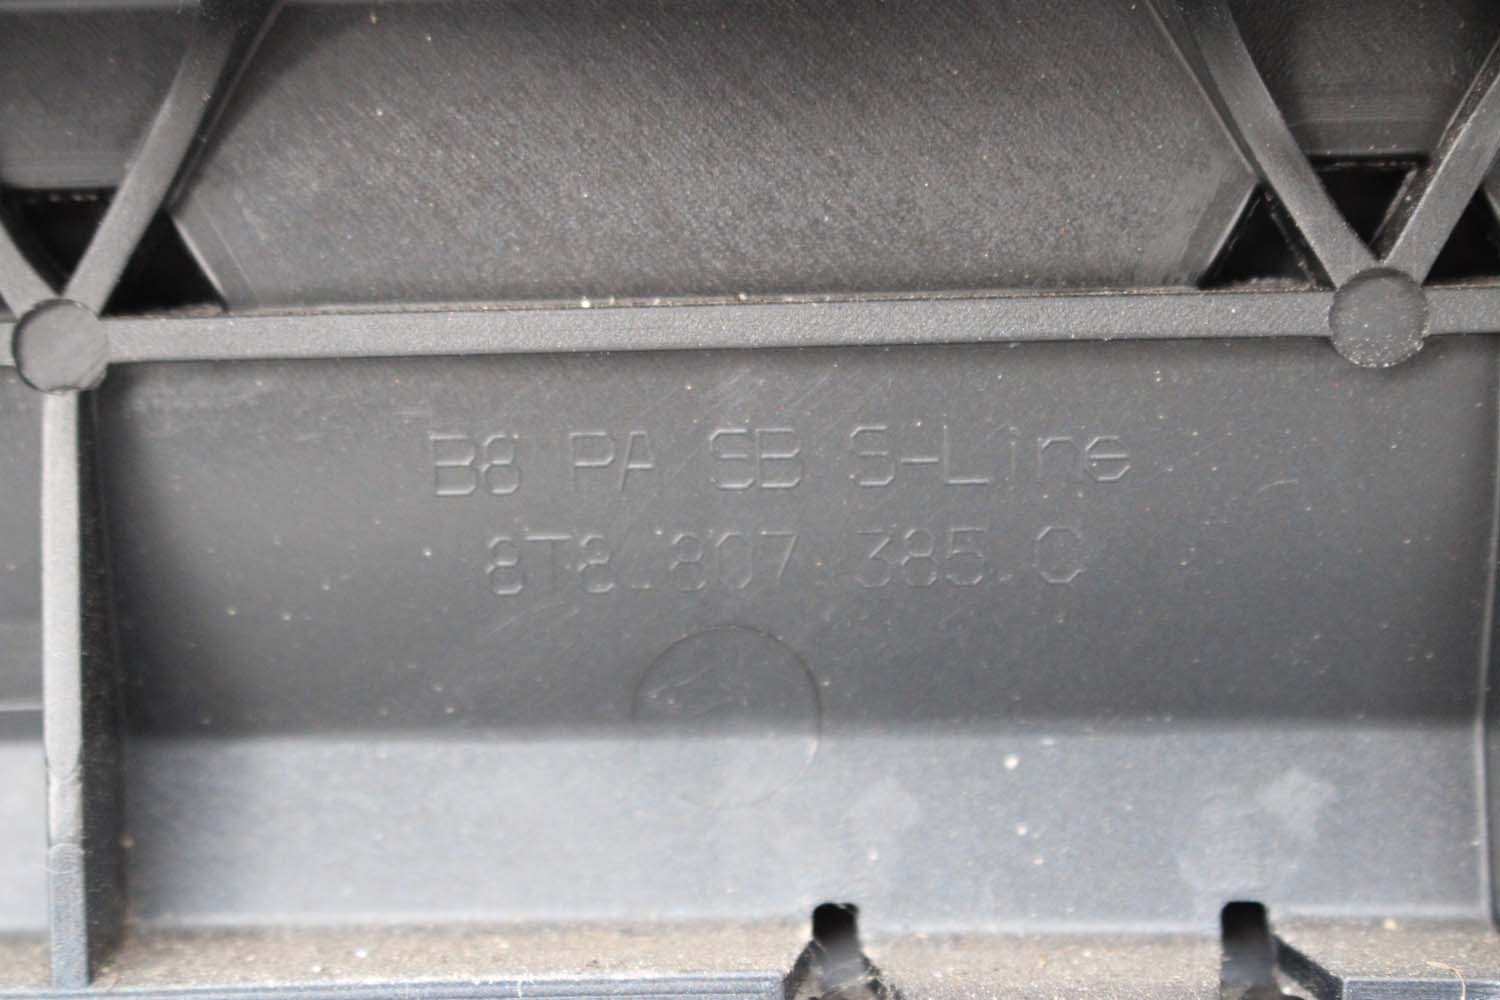 B8 PA SB S-Line
8T8.807.385.C